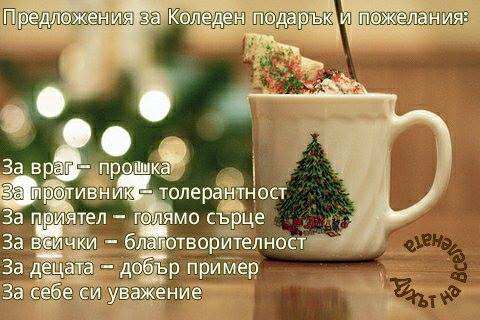 Предложения за Коледен подарък и пожелания:
За враг – прошка
За противник – толерантност
За приятел – голямо сърце
За всички – благотворителност
За децата – добър пример
За себе си уважение
Духът на Вселената